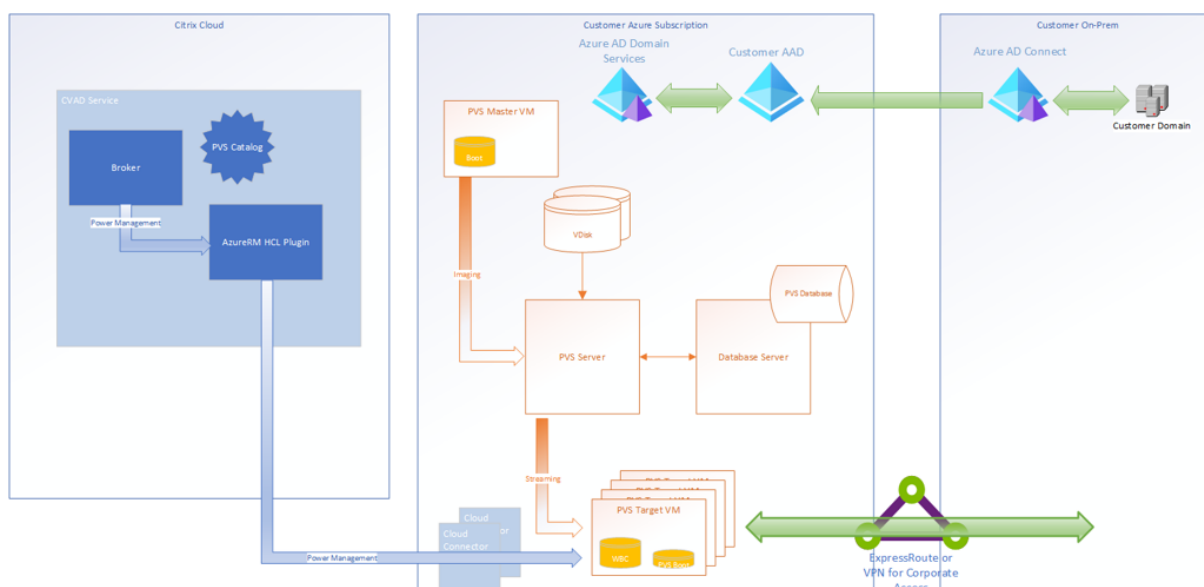 Citrix Cloud
CVAD Service
PVS Catalog
Broker
Power Management
AzureRM HCL Plugin
Customer Azure Subscription
Azure AD Domain
Services
Customer AAD
PVS Master VM
Boot
VDisk
Imaging
PVS Server
PVS Database
Database Server
Streaming
PVS Target VM
WBC
PVS Boot
Cloud
or
Cloud
Connector
Power Management
Customer On-Prem
Azure AD Connect
Customer Domain
ExpressRoute or
VPN for Corporate